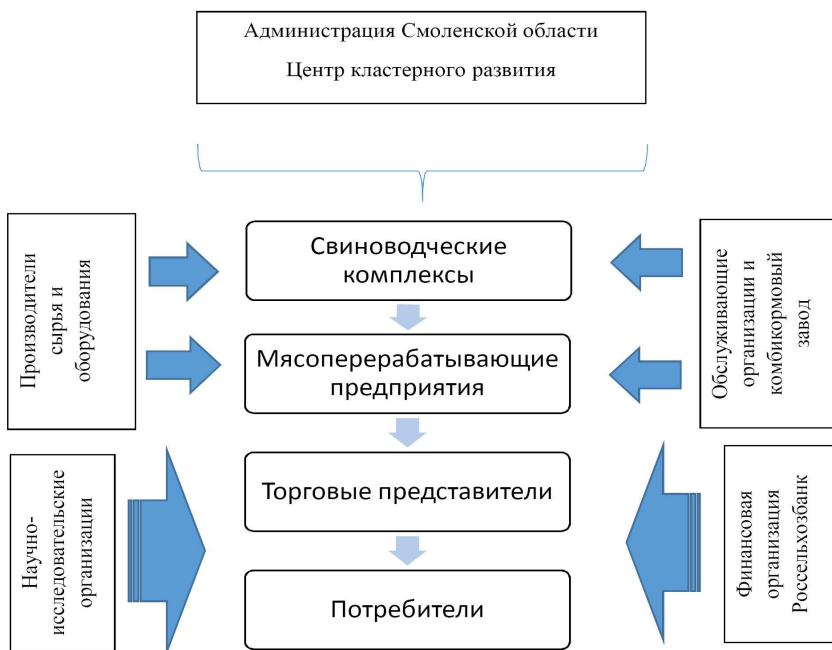 Администрация Смоленской области
Центр кластерного развития
Производители
сырья и
оборудования
Свиноводческие
комплексы
Обслуживающие
организации и
комбикормовый
завод
Мясоперерабатывающие
предприятия
Научно-
исследовательские
организации
Торговые представители
Финансовая
организация
Россельхозбанк
Потребители